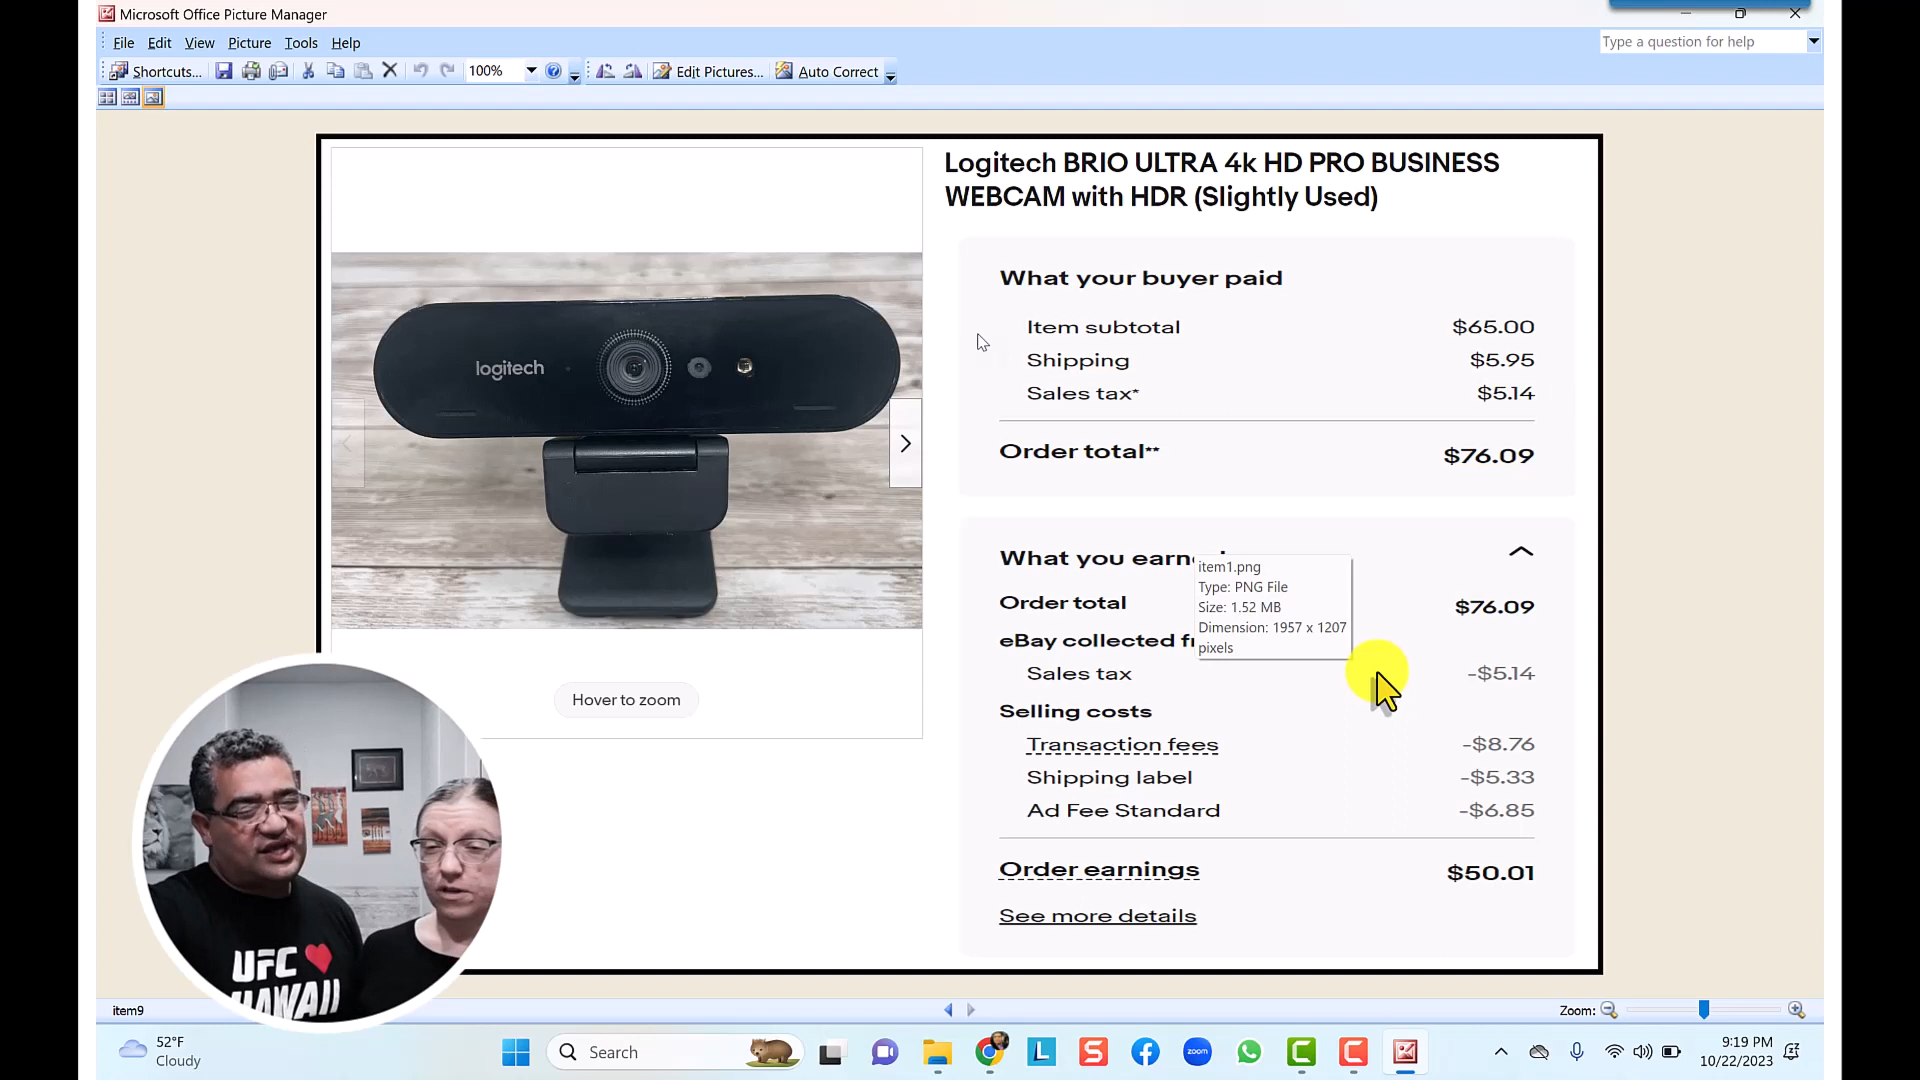 Microsoft Office Picture Manager
File Edit View Picture Tools Help
Type a question for help
Shortcuts... 100% Edit Pictures... Auto Correct
Logitech BRIO ULTRA 4k HD PRO BUSINESS
WEBCAM with HDR (Slightly Used)
logitech
Hover to zoom
What your buyer paid
Item subtotal $65.00
Shipping $5.95
Sales tax* $5.14
Order total** $76.09
What you earn
item1.png
Type: PNG File
Size: 1.52 MB
Dimension: 1957 x 1207
pixels
Order total $76.09
eBay collected f
Sales tax -$5.14
Selling costs
Transaction fees -$8.76
Shipping label -$5.33
Ad Fee Standard -$6.85
Order earnings $50.01
See more details
UFC
HAWAII
item9
Zoom:
52°F
Cloudy
Search
L
S
zoom
C
C
9:19 PM
10/22/2023